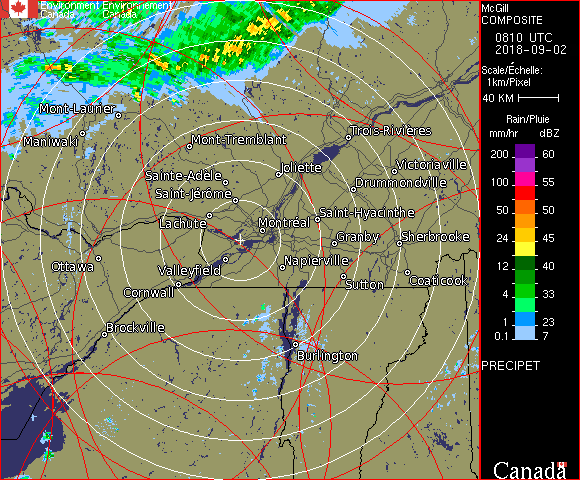 Environment Environnement
Canada Canada
McGill
COMPOSITE
0810 UTC
2018-09-02
Scale/Échelle:
1km/Pixel
40 KM
Rain/Pluie
mm/hr dBZ
200 60
100 55
50 50
24 45
12 40
4 33
1 23
0.1 7
PRECIPET
Canada
Mont-Laurier
Maniwaki
Mont-Tremblant
Trois-Rivières
Sainte-Adèle
Joliette
Victoriaville
Saint-Jérôme
Drummondville
Lachute
Montréal
Saint-Hyacinthe
Granby
Sherbrooke
Ottawa
Valleyfield
Napierville
Cornwall
Sutton
Coaticook
Brockville
Burlington